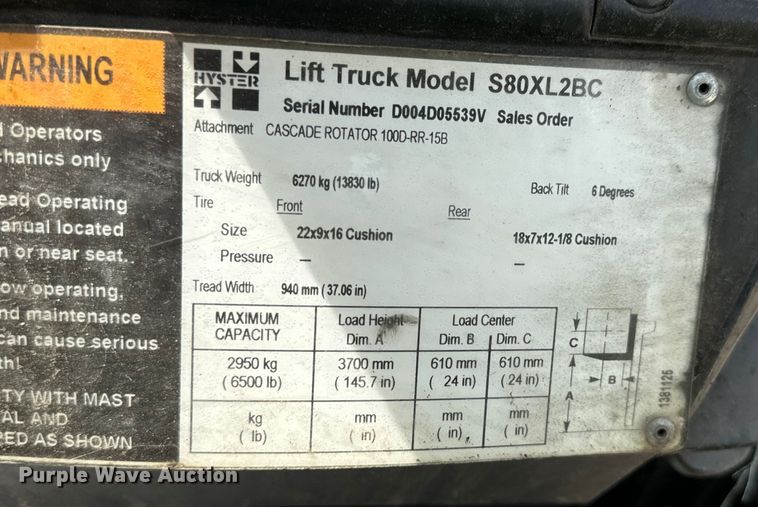 WARNING
d Operators
chanics only
ead Operating
anual located
n or near seat.
ow operating,
nd maintenance
can cause serious
th!
TY WITH MAST
AL AND
PED AS SHOWN
HYSTER
Lift Truck Model S80XL2BC
Serial Number D004D05539V Sales Order
Attachment CASCADE ROTATOR 100D-RR-15B
Truck Weight 6270 kg (13830 lb) Back Tilt 6 Degrees
Tire Front Rear
Size 22x9x16 Cushion 18x7x12-1/8 Cushion
Pressure — —
Tread Width 940 mm ( 37.06 in)
MAXIMUM CAPACITY Load Height Dim. A Load Center Dim. B Dim. C
2950 kg 3700 mm 610 mm 610 mm
( 6500 lb) ( 145.7 in) ( 24 in) ( 24 in)
kg mm mm mm
( lb) ( in) ( in) ( in)
C
B
A
1381126
Purple Wave Auction